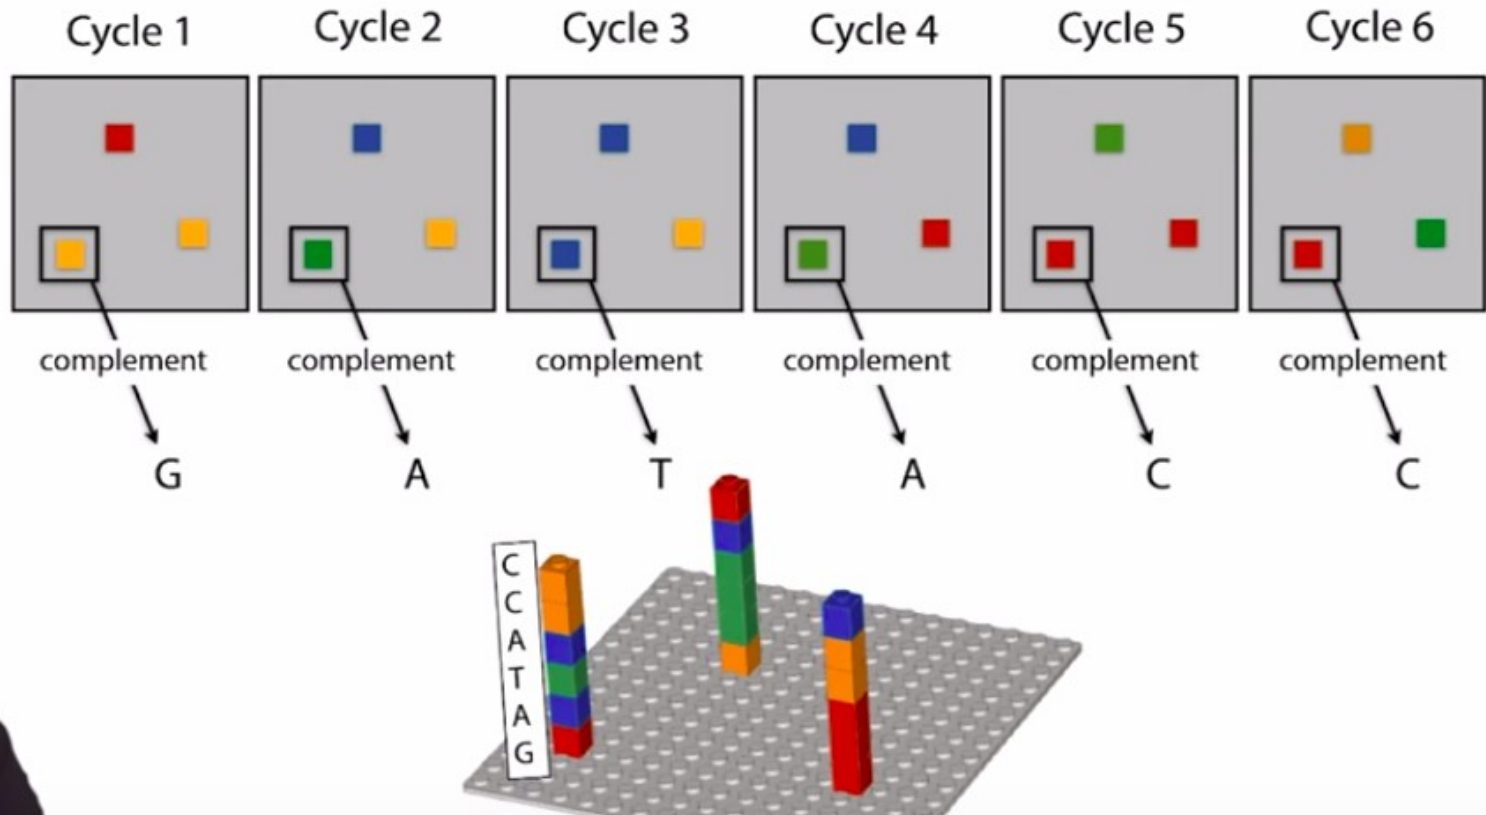 Cycle 1 Cycle 2 Cycle 3 Cycle 4 Cycle 5 Cycle 6
complement complement complement complement complement complement
G A T A C C
C
C
A
T
A
G